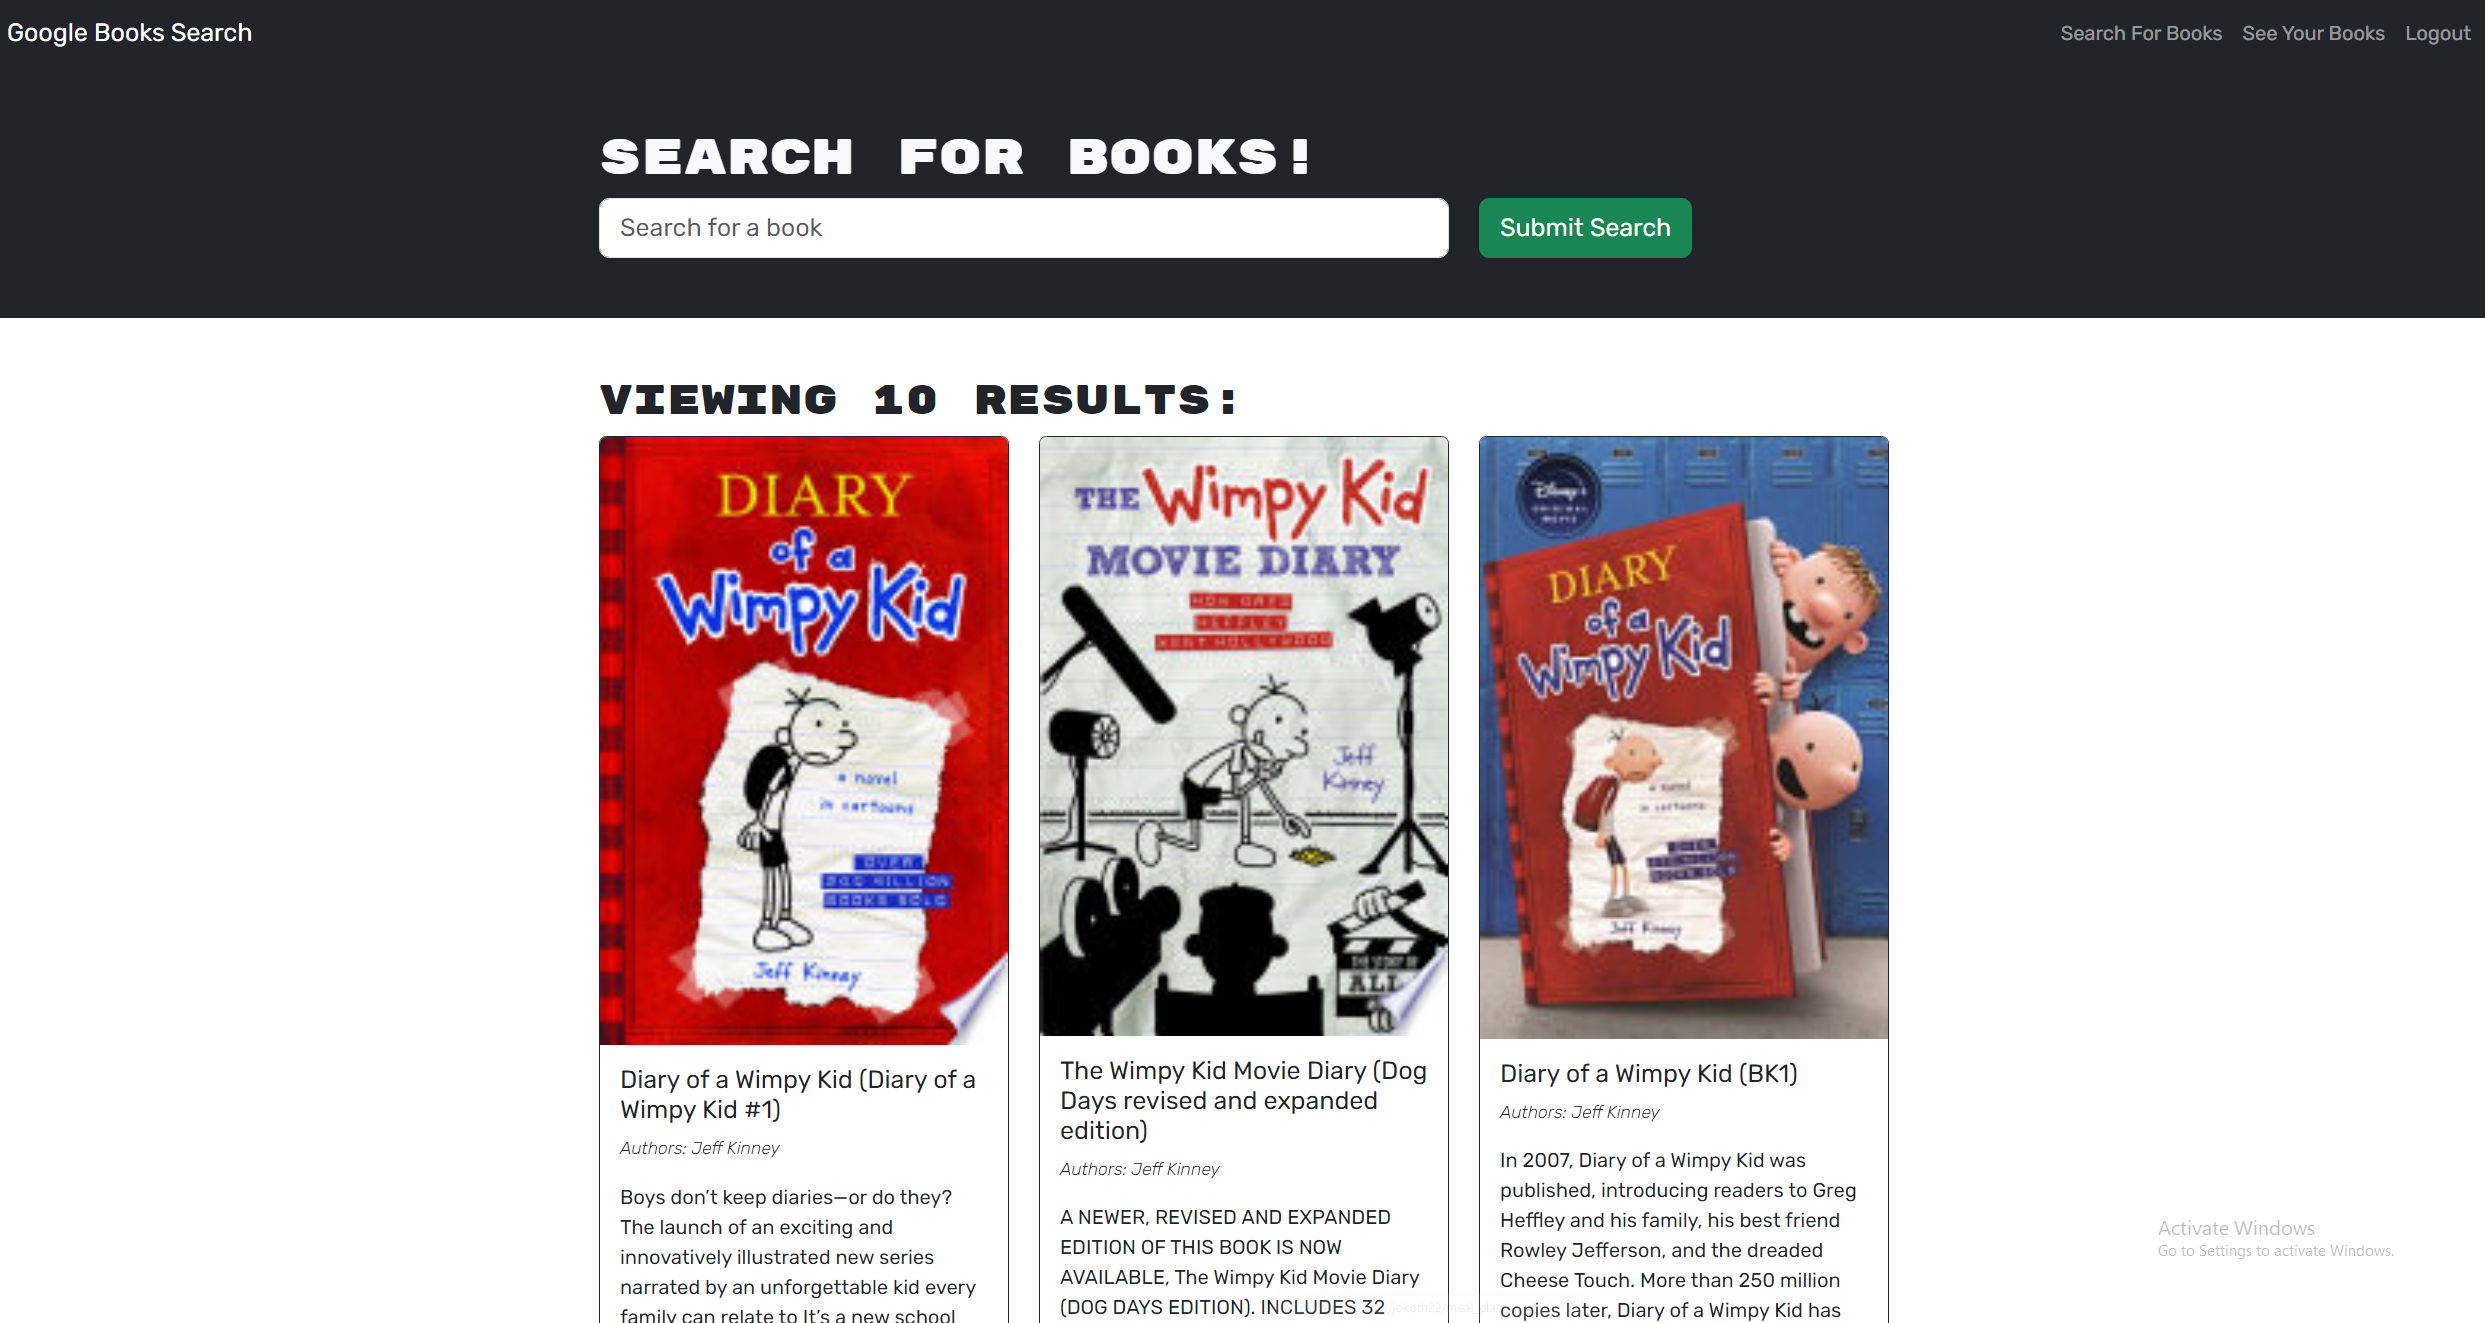 Google Books Search
Search For Books See Your Books Logout
SEARCH FOR BOOKS!
Search for a book
Submit Search
VIEWING 10 RESULTS:
DIARY
of a
Wimpy Kid
a novel
in cartoons
OVER
BOOKS SOLD
Jeff Kinney
Diary of a Wimpy Kid (Diary of a
Wimpy Kid #1)
Authors: Jeff Kinney
Boys don’t keep diaries—or do they?
The launch of an exciting and
innovatively illustrated new series
narrated by an unforgettable kid every
family can relate to It’s a new school
THE Wimpy Kid
MOVIE DIARY
HOW GREG
HEFFLEY
WENT HOLLYWOOD
Jeff
Kinney
THE STORY OF
ALL
The Wimpy Kid Movie Diary (Dog
Days revised and expanded
edition)
Authors: Jeff Kinney
A NEWER, REVISED AND EXPANDED
EDITION OF THIS BOOK IS NOW
AVAILABLE, The Wimpy Kid Movie Diary
(DOG DAYS EDITION). INCLUDES 32
Disney+
ORIGINAL
MOVIE
DIARY
of a
Wimpy Kid
a novel
in cartoons
Jeff Kinney
Diary of a Wimpy Kid (BK1)
Authors: Jeff Kinney
In 2007, Diary of a Wimpy Kid was
published, introducing readers to Greg
Heffley and his family, his best friend
Rowley Jefferson, and the dreaded
Cheese Touch. More than 250 million
copies later, Diary of a Wimpy Kid has
Activate Windows
Go to Settings to activate Windows.